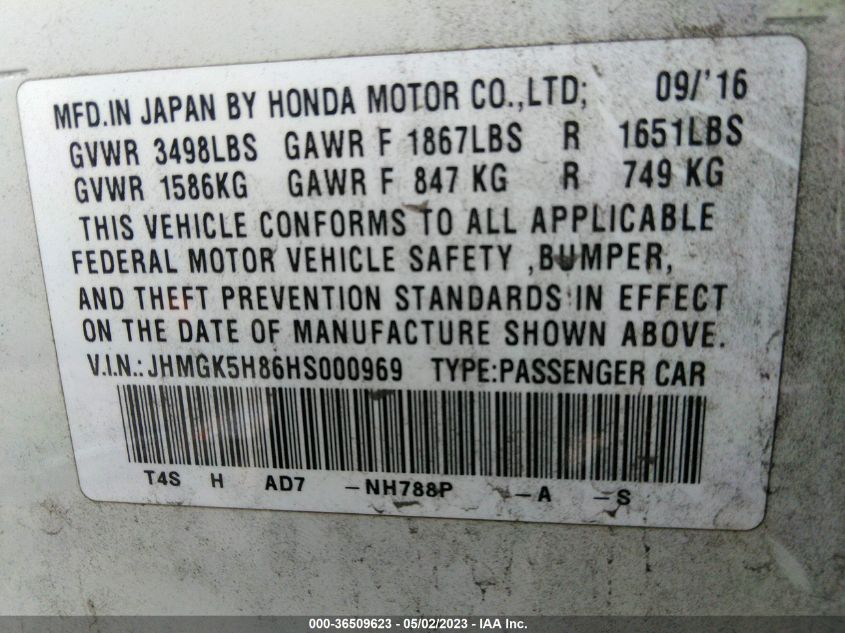 MFD.IN JAPAN BY HONDA MOTOR CO.,LTD; 09/'16
GVWR 3498LBS GAWR F 1867LBS R 1651LBS
GVWR 1586KG GAWR F 847 KG R 749 KG
THIS VEHICLE CONFORMS TO ALL APPLICABLE
FEDERAL MOTOR VEHICLE SAFETY ,BUMPER,
AND THEFT PREVENTION STANDARDS IN EFFECT
ON THE DATE OF MANUFACTURE SHOWN ABOVE.
V.I.N.:JHMGK5H86HS000969 TYPE:PASSENGER CAR
T4S H AD7 -NH788P -A -S
000-36509623 - 05/02/2023 - IAA Inc.